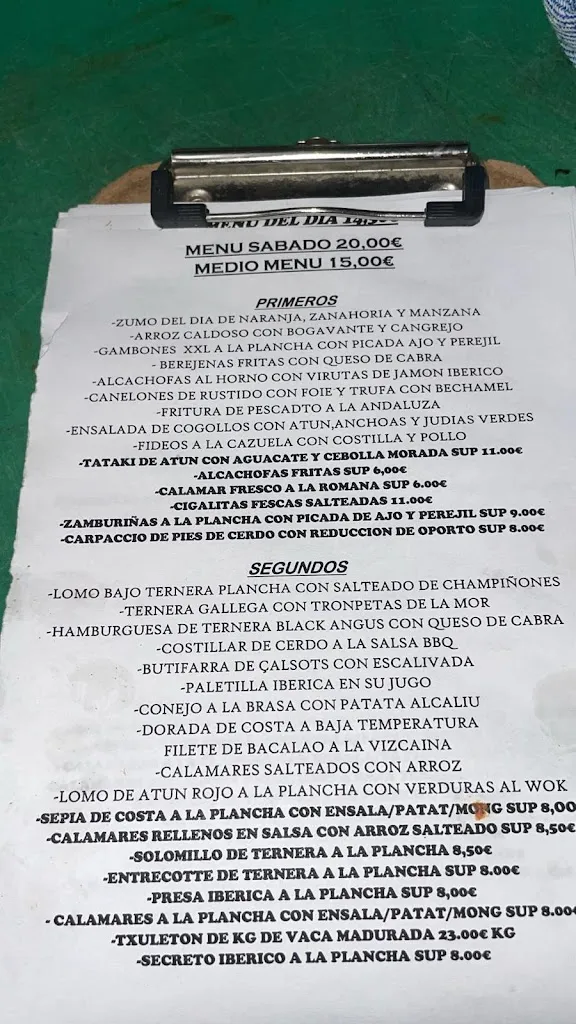 MENU DEL DIA 14,50€
MENU SABADO 20,00€
MEDIO MENU 15,00€
PRIMEROS
-ZUMO DEL DIA DE NARANJA, ZANAHORIA Y MANZANA
-ARROZ CALDOSO CON BOGAVANTE Y CANGREJO
-GAMBONES XXL A LA PLANCHA CON PICADA AJO Y PEREJIL
- BEREJENAS FRITAS CON QUESO DE CABRA
-ALCACHOFAS AL HORNO CON VIRUTAS DE JAMON IBERICO
-CANELONES DE RUSTIDO CON FOIE Y TRUFA CON BECHAMEL
-FRITURA DE PESCADTO A LA ANDALUZA
-ENSALADA DE COGOLLOS CON ATUN,ANCHOAS Y JUDIAS VERDES
-FIDEOS A LA CAZUELA CON COSTILLA Y POLLO
-TATAKI DE ATUN CON AGUACATE Y CEBOLLA MORADA SUP 11.00€
-ALCACHOFAS FRITAS SUP 6,00€
-CALAMAR FRESCO A LA ROMANA SUP 6.00€
-CIGALITAS FESCAS SALTEADAS 11.00€
-ZAMBURIÑAS A LA PLANCHA CON PICADA DE AJO Y PEREJIL SUP 9.00€
-CARPACCIO DE PIES DE CERDO CON REDUCCION DE OPORTO SUP 8.00€
SEGUNDOS
-LOMO BAJO TERNERA PLANCHA CON SALTEADO DE CHAMPIÑONES
-TERNERA GALLEGA CON TRONPETAS DE LA MOR
-HAMBURGUESA DE TERNERA BLACK ANGUS CON QUESO DE CABRA
-COSTILLAR DE CERDO A LA SALSA BBQ
-BUTIFARRA DE ÇALSOTS CON ESCALIVADA
-PALETILLA IBERICA EN SU JUGO
-CONEJO A LA BRASA CON PATATA ALCALIU
-DORADA DE COSTA A BAJA TEMPERATURA
FILETE DE BACALAO A LA VIZCAINA
-CALAMARES SALTEADOS CON ARROZ
-LOMO DE ATUN ROJO A LA PLANCHA CON VERDURAS AL WOK
-SEPIA DE COSTA A LA PLANCHA CON ENSALA/PATAT/MONG SUP 8,00
-CALAMARES RELLENOS EN SALSA CON ARROZ SALTEADO SUP 8,50€
-SOLOMILLO DE TERNERA A LA PLANCHA 8,50€
-ENTRECOTTE DE TERNERA A LA PLANCHA SUP 8.00€
-PRESA IBERICA A LA PLANCHA SUP 8,00€
- CALAMARES A LA PLANCHA CON ENSALA/PATAT/MONG SUP 8.00€
-TXULETON DE KG DE VACA MADURADA 23.00€ KG
-SECRETO IBERICO A LA PLANCHA SUP 8.00€